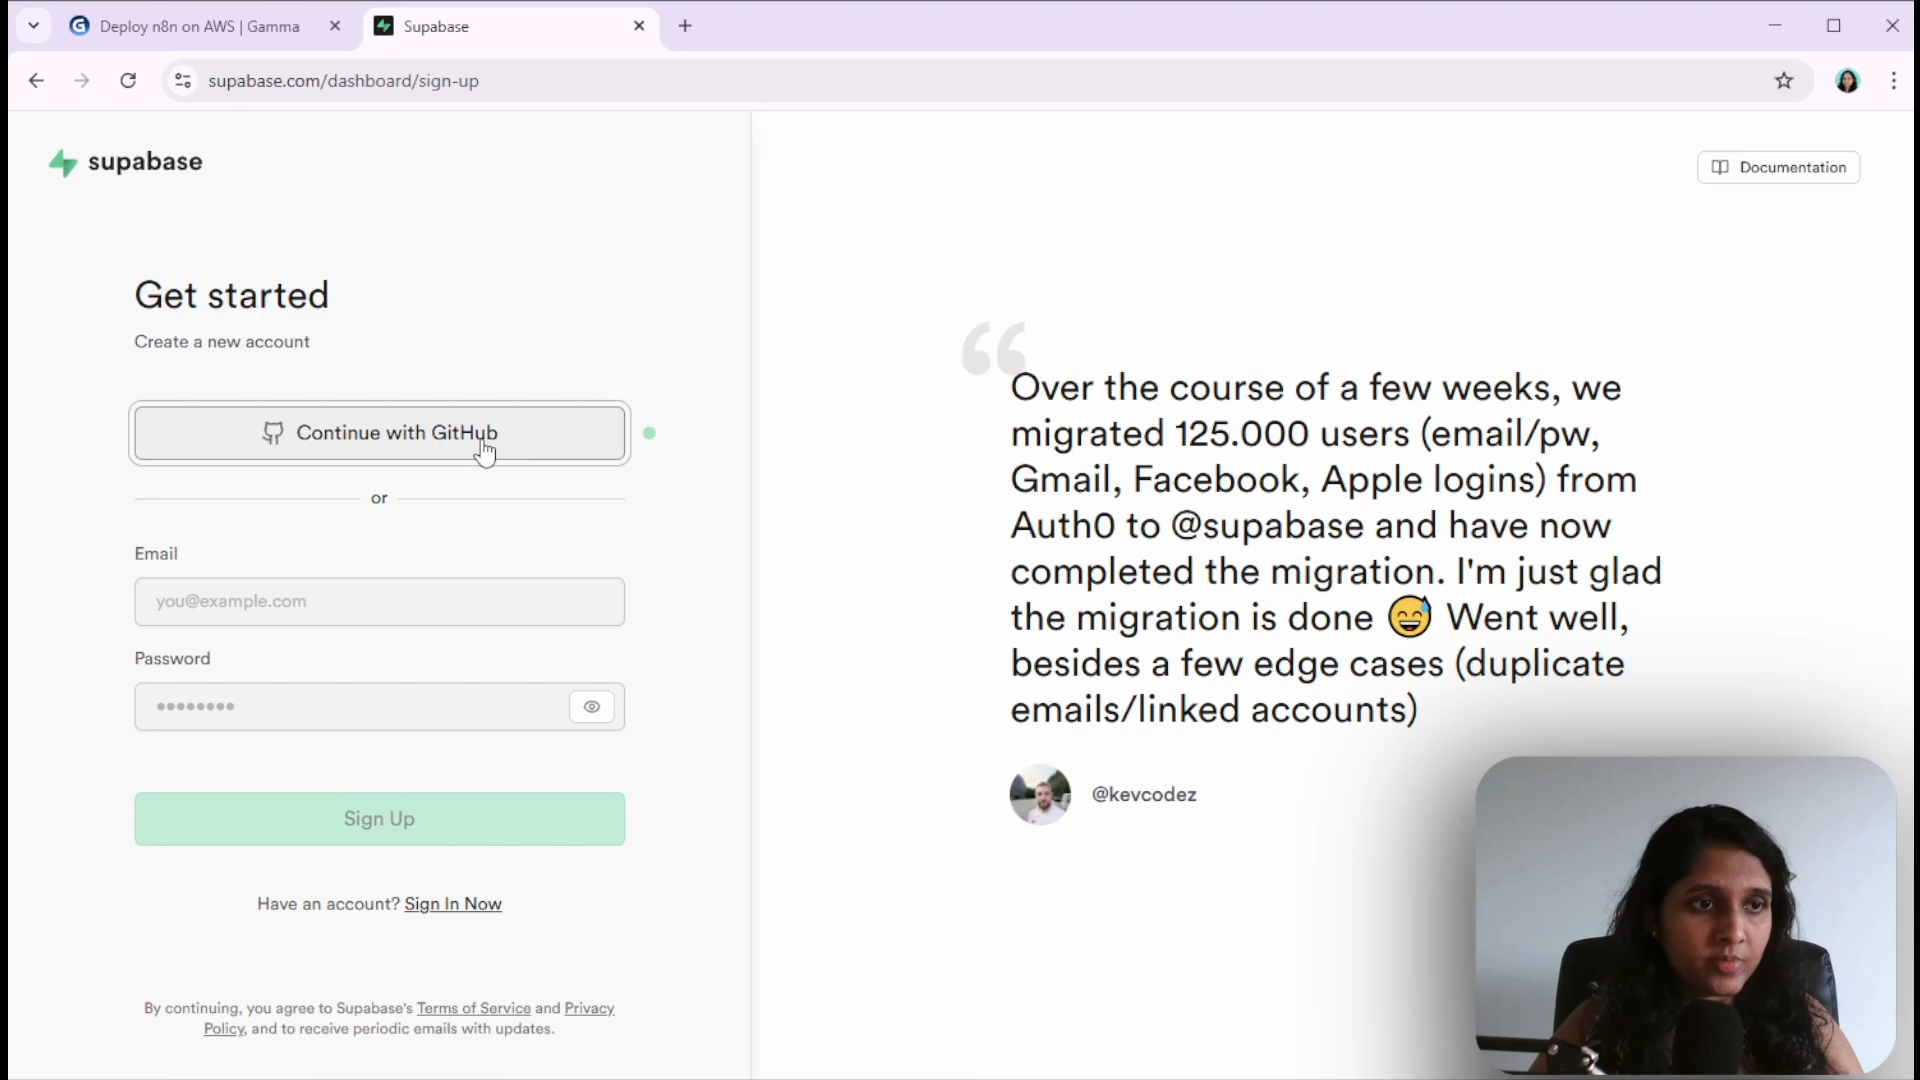 Deploy n8n on AWS | Gamma
Supabase
supabase.com/dashboard/sign-up
supabase
Documentation
Get started
Create a new account
Continue with GitHub
or
Email
you@example.com
Password
Sign Up
Have an account? Sign In Now
By continuing, you agree to Supabase's Terms of Service and Privacy
Policy, and to receive periodic emails with updates.
“
Over the course of a few weeks, we
migrated 125.000 users (email/pw,
Gmail, Facebook, Apple logins) from
Auth0 to @supabase and have now
completed the migration. I'm just glad
the migration is done 😅 Went well,
besides a few edge cases (duplicate
emails/linked accounts)
@kevcodez